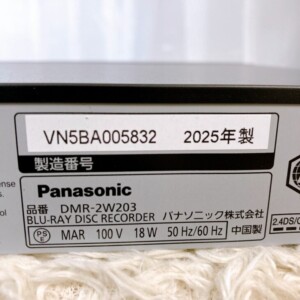 VN5BA005832 2025年製
製造番号
Panasonic
品番 DMR-2W203
BLU-RAY DISC RECORDER パナソニック株式会社
PS E MAR 100 V 18 W 50 Hz/60 Hz 中国製
2.4DS/O